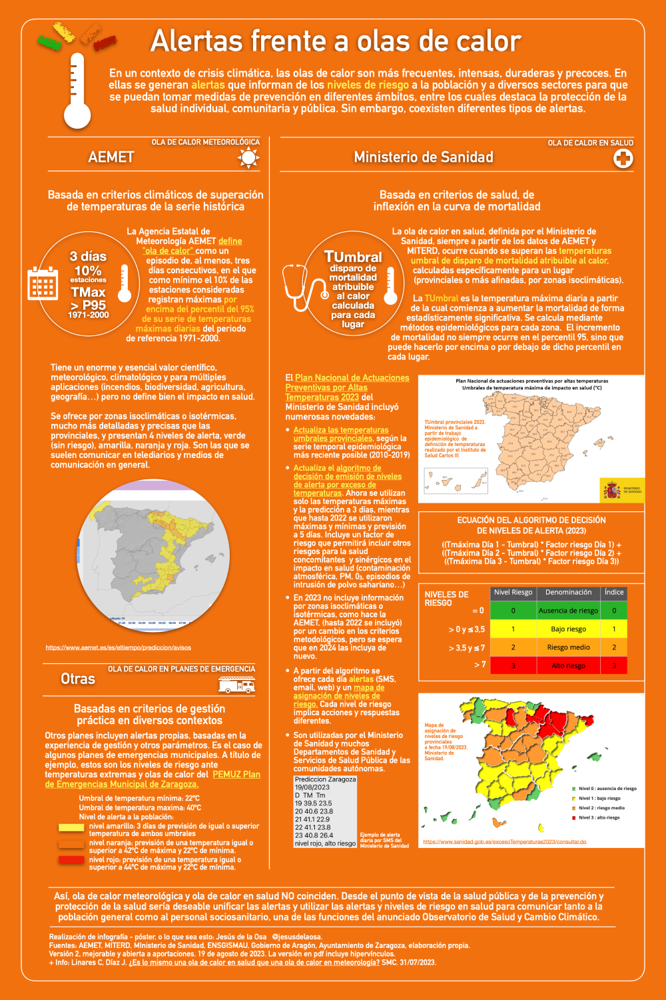 Alertas frente a olas de calor
En un contexto de crisis climática, las olas de calor son más frecuentes, intensas, duraderas y precoces. En
ellas se generan alertas que informan de los niveles de riesgo a la población y a diversos sectores para que
se puedan tomar medidas de prevención en diferentes ámbitos, entre los cuales destaca la protección de la
salud individual, comunitaria y pública. Sin embargo, coexisten diferentes tipos de alertas.
OLA DE CALOR METEOROLÓGICA
AEMET
Basada en criterios climáticos de superación
de temperaturas de la serie histórica
3 días
10%
estaciones
TMax
> P95
1971-2000
La Agencia Estatal de
Meteorología AEMET define
"ola de calor" como un
episodio de, al menos, tres
días consecutivos, en el que
como mínimo el 10% de las
estaciones consideradas
registran máximas por
encima del percentil del 95%
de su serie de temperaturas
máximas diarias del periodo
de referencia 1971-2000.
Tiene un enorme y esencial valor científico,
meteorológico, climatológico y para múltiples
aplicaciones (incendios, biodiversidad, agricultura,
geografía...) pero no define bien el impacto en salud.
Se ofrece por zonas isoclimáticas o isotérmicas,
mucho más detalladas y precisas que las
provinciales, y presentan 4 niveles de alerta, verde
(sin riesgo), amarilla, naranja y roja. Son las que se
suelen comunicar en telediarios y medios de
comunicación en general.
sábado 19
01:00 02:00 03:00 04:00 05:00 06:00 07:00 08:00
https://www.aemet.es/es/eltiempo/prediccion/avisos
OLA DE CALOR EN PLANES DE EMERGENCIA
Otras
Basadas en criterios de gestión
práctica en diversos contextos
Otros planes incluyen alertas propias, basadas en la
experiencia de gestión y otros parámetros. Es el caso de
algunos planes de emergencias municipales. A título de
ejemplo, estos son los niveles de riesgo ante
temperaturas extremas y olas de calor del PEMUZ Plan
de Emergencias Municipal de Zaragoza.
Umbral de temperatura mínima: 22ºC
Umbral de temperatura maxima: 40ºC
Nivel de alerta a la población:
nivel amarillo: 3 días de previsión de igual o superior
temperatura de ambos umbrales
nivel naranja: previsión de una temperatura igual o
superior a 42ºC de máxima y 22ºC de mínima.
nivel rojo: previsión de una temperatura igual o
superior a 44ºC de máxima y 22ºC de mínima.
OLA DE CALOR EN SALUD
Ministerio de Sanidad
Basada en criterios de salud, de
inflexión en la curva de mortalidad
TUmbral
disparo de
mortalidad
atribuible
al calor
calculada
para cada
lugar
La ola de calor en salud, definida por el Ministerio de
Sanidad, siempre a partir de los datos de AEMET y
MITERD, ocurre cuando se superan las temperaturas
umbral de disparo de mortalidad atribuible al calor,
calculadas específicamente para un lugar
(provinciales o más afinadas, por zonas isoclimáticas).
La TUmbral es la temperatura máxima diaria a partir
de la cual comienza a aumentar la mortalidad de forma
estadísticamente significativa. Se calcula mediante
métodos epidemiológicos para cada zona. El incremento
de mortalidad no siempre ocurre en el percentil 95, sino que
puede hacerlo por encima o por debajo de dicho percentil en
cada lugar.
El Plan Nacional de Actuaciones
Preventivas por Altas
Temperaturas 2023 del
Ministerio de Sanidad incluyó
numerosas novedades:
• Actualiza las temperaturas
umbrales provinciales, según la
serie temporal epidemiológica
más reciente posible (2010-2019)
• Actualiza el algoritmo de
decisión de emisión de niveles
de alerta por exceso de
temperaturas. Ahora se utilizan
solo las temperaturas máximas
y la predicción a 3 días, mientras
que hasta 2022 se utilizaron
máximas y mínimas y previsión
a 5 días. Incluye un factor de
riesgo que permitirá incluir otros
riesgos para la salud
concomitantes y sinérgicos en el
impacto en salud (contaminación
atmosférica, PM, O₃, episodios de
intrusión de polvo sahariano...)
• En 2023 no incluye información
por zonas isoclimáticas o
isotérmicas, como hace la
AEMET, (hasta 2022 se incluyó)
por un cambio en los criterios
metodológicos, pero se espera
que en 2024 las incluya de
nuevo.
• A partir del algoritmo se
ofrece cada día alertas (SMS,
email, web) y un mapa de
asignación de niveles de
riesgo. Cada nivel de riesgo
implica acciones y respuestas
diferentes.
• Son utilizadas por el Ministerio
de Sanidad y muchos
Departamentos de Sanidad y
Servicios de Salud Pública de las
comunidades autónomas.
Prediccion Zaragoza
19/08/2023
D TM Tm
19 39.5 23.5
20 40.6 23.8
21 41.1 22.9
22 41.1 23.8
23 40.8 26.4
nivel rojo, alto riesgo
Ejemplo de alerta
diaria por SMS del
Ministerio de Sanidad
Plan Nacional de actuaciones preventivas por altas temperaturas
Umbrales de temperatura máxima de impacto en salud (°C)
TUmbral provinciales 2023.
Ministerio de Sanidad a
partir de trabajo
epidemiológico de
definición de temperaturas
realizado por el Instituto de
Salud Carlos III
MINISTERIO
DE SANIDAD
ECUACIÓN DEL ALGORITMO DE DECISIÓN
DE NIVELES DE ALERTA (2023)
((Tmáxima Día 1 - Tumbral) * Factor riesgo Día 1) +
((Tmáxima Día 2 - Tumbral) * Factor riesgo Día 2) +
((Tmáxima Día 3 - Tumbral) * Factor riesgo Día 3))
NIVELES DE
RIESGO
Nivel Riesgo Denominación Índice
= 0 0 Ausencia de riesgo 0
> 0 y ≤ 3,5 1 Bajo riesgo 1
> 3,5 y ≤ 7 2 Riesgo medio 2
> 7 3 Alto riesgo 3
Mapa de
asignación de
niveles de riesgo
provinciales
a fecha 19/08/2023.
Ministerio de
Sanidad.
Nivel 0 : ausencia de riesgo
Nivel 1 : bajo riesgo
Nivel 2 : riesgo medio
Nivel 3 : alto riesgo
https://www.sanidad.gob.es/excesoTemperaturas2023/consultar.do
Así, ola de calor meteorológica y ola de calor en salud NO coinciden. Desde el punto de vista de la salud pública y de la prevención y
protección de la salud sería deseable unificar las alertas y utilizar las alertas y niveles de riesgo en salud para comunicar tanto a la
población general como al personal sociosanitario, una de las funciones del anunciado Observatorio de Salud y Cambio Climático.
Realización de infografía - póster, o lo que sea esto: Jesús de la Osa @jesusdelaosa.
Fuentes: AEMET, MITERD, MInisterio de Sanidad, ENSGISMAU, Gobierno de Aragón, Ayuntamiento de Zaragoza, elaboración propia.
Versión 2, mejorable y abierta a aportaciones. 19 de agosto de 2023. La versión en pdf incluye hipervínculos.
+ Info: Linares C, Díaz J. ¿Es lo mismo una ola de calor en salud que una ola de calor en meteorología? SMC. 31/07/2023.